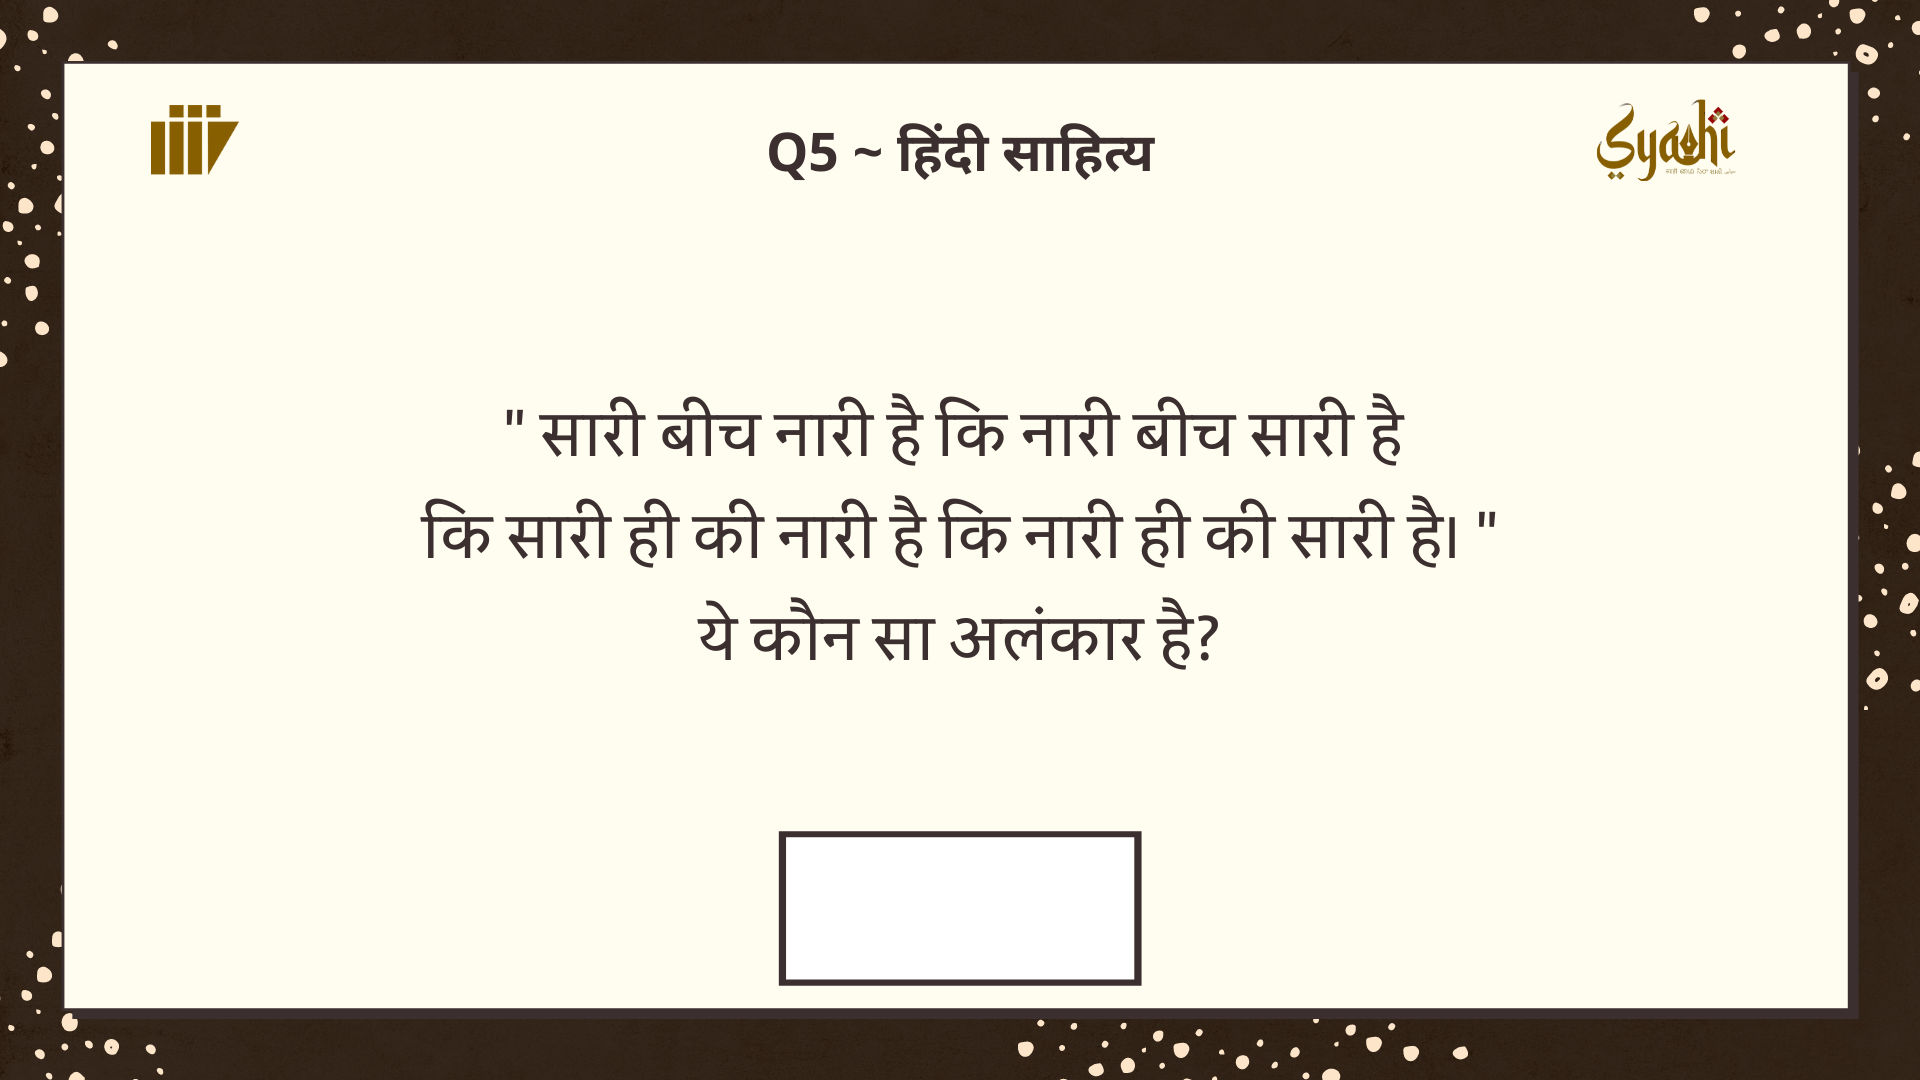 Q5 ~ हिंदी साहित्य
Syahi
" सारी बीच नारी है कि नारी बीच सारी है
कि सारी ही की नारी है कि नारी ही की सारी है। "
ये कौन सा अलंकार है?